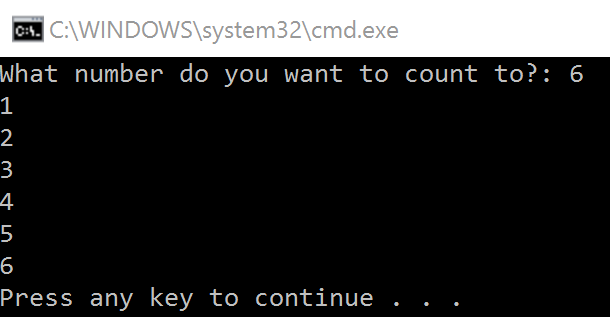 C:\WINDOWS\system32\cmd.exe
What number do you want to count to?: 6
1
2
3
4
5
6
Press any key to continue . . .